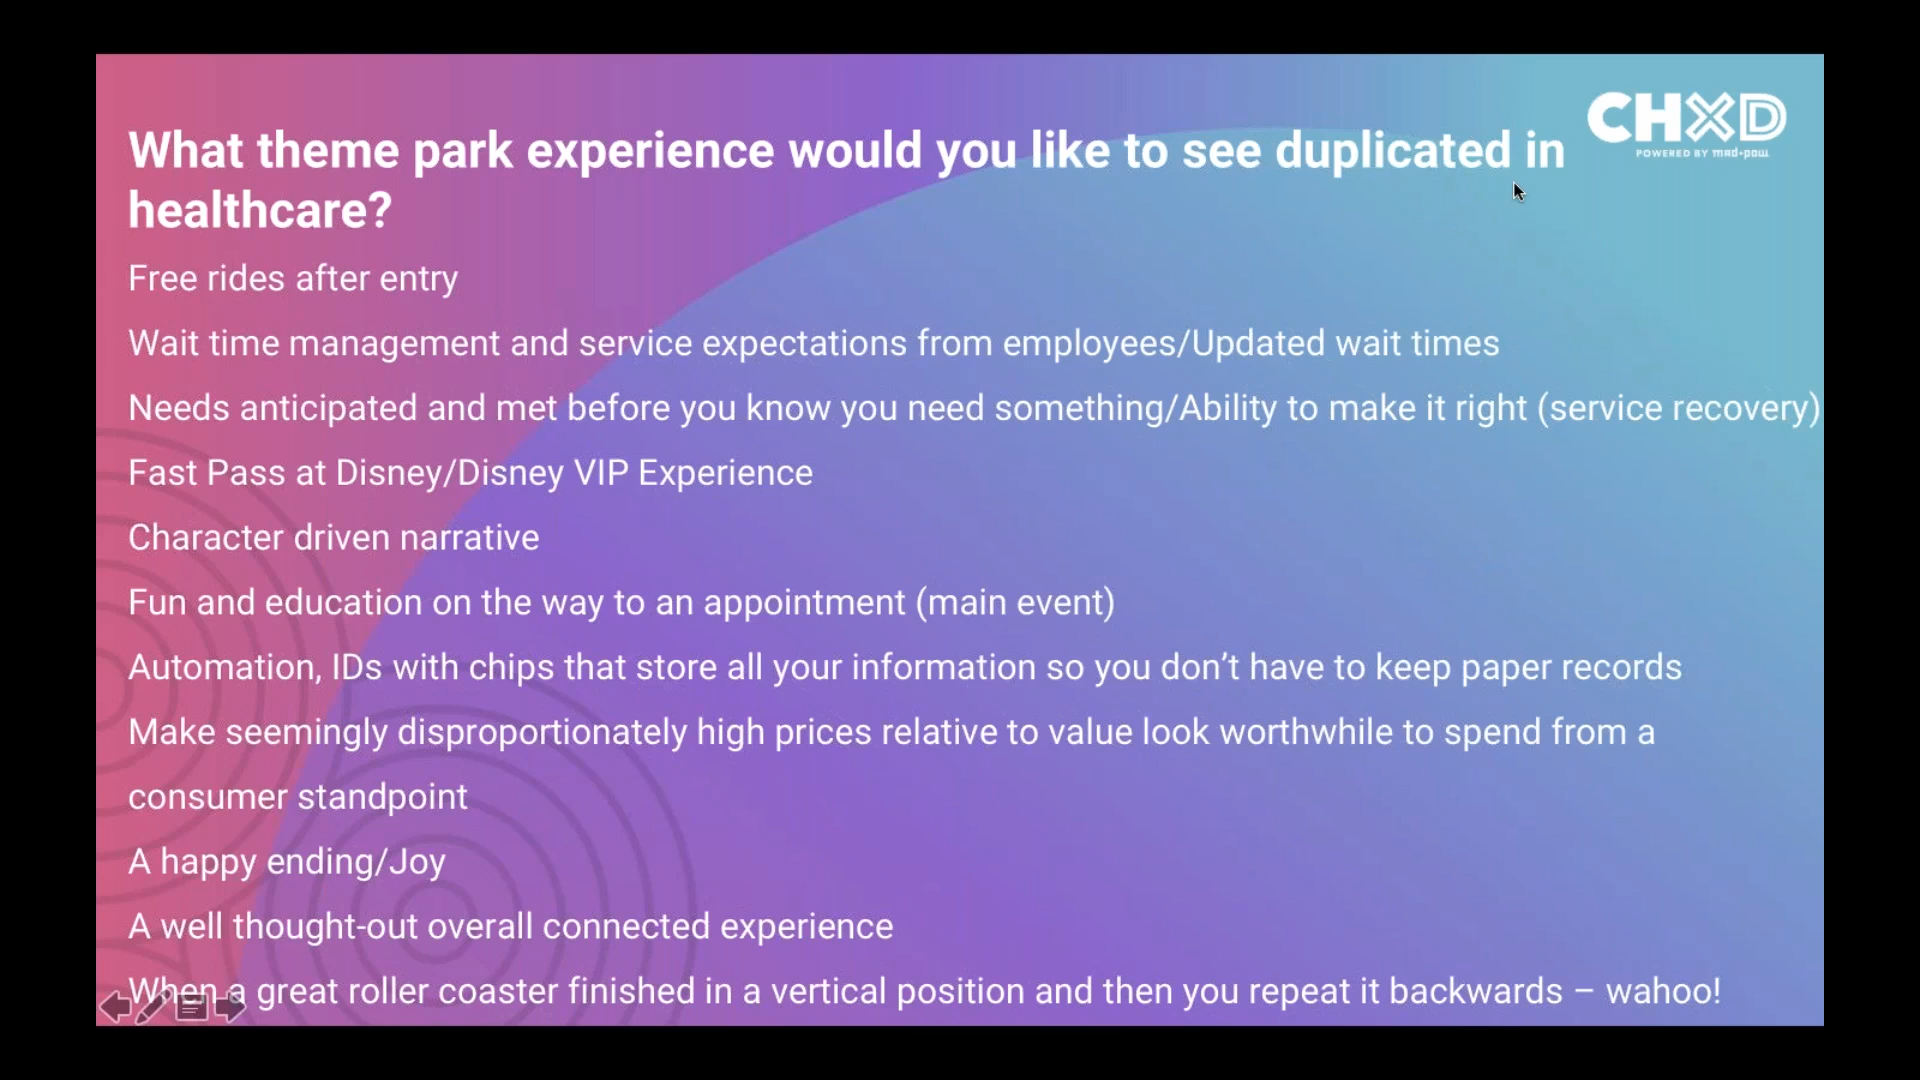 CHXD
POWERED BY mad*pow
What theme park experience would you like to see duplicated in
healthcare?
Free rides after entry
Wait time management and service expectations from employees/Updated wait times
Needs anticipated and met before you know you need something/Ability to make it right (service recovery)
Fast Pass at Disney/Disney VIP Experience
Character driven narrative
Fun and education on the way to an appointment (main event)
Automation, IDs with chips that store all your information so you don’t have to keep paper records
Make seemingly disproportionately high prices relative to value look worthwhile to spend from a
consumer standpoint
A happy ending/Joy
A well thought-out overall connected experience
When a great roller coaster finished in a vertical position and then you repeat it backwards – wahoo!